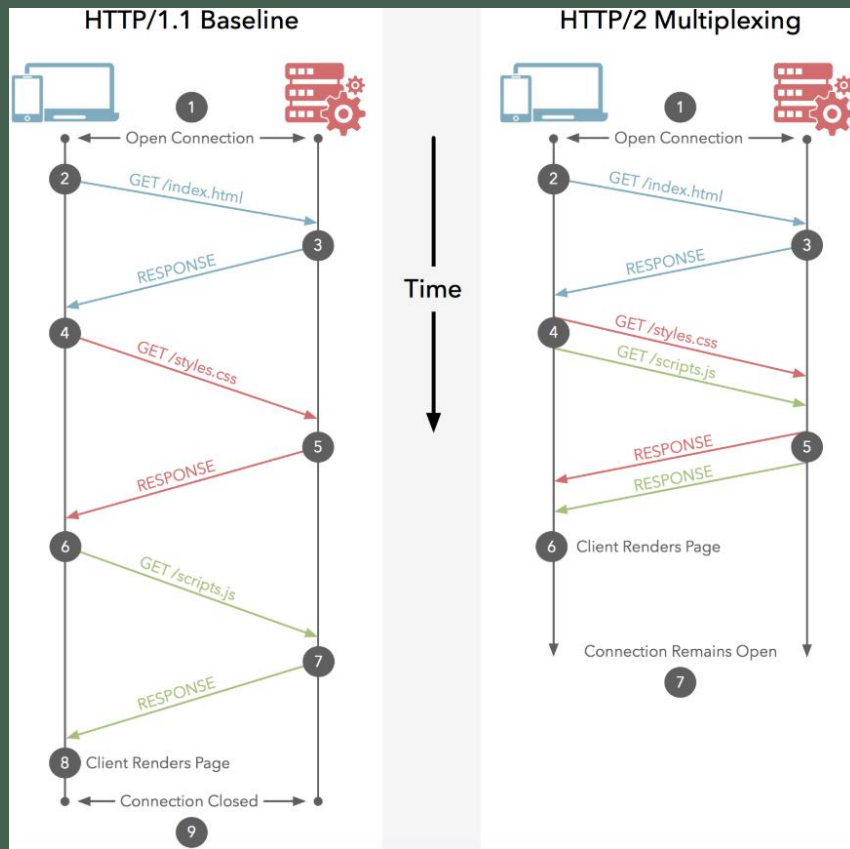 HTTP/1.1 Baseline
1
Open Connection
2
GET /index.html
3
RESPONSE
4
GET /styles.css
5
RESPONSE
6
GET /scripts.js
7
RESPONSE
8 Client Renders Page
Connection Closed
9
Time
HTTP/2 Multiplexing
1
Open Connection
2
GET /index.html
3
RESPONSE
4
GET /styles.css
GET /scripts.js
5
RESPONSE
RESPONSE
6 Client Renders Page
Connection Remains Open
7